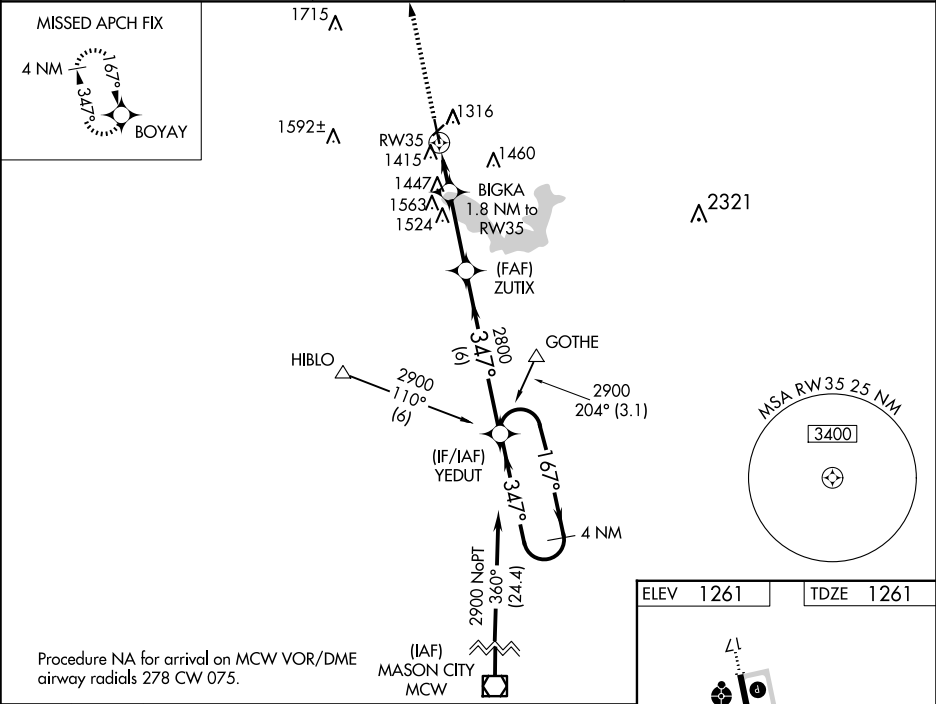 MISSED APCH FIX
4 NM
167°
347°
BOYAY
1715
1592±
1316
RW35
1415
1460
1447
BIGKA
1563
1.8 NM to
1524
RW35
2321
(FAF)
ZUTIX
2800
347°
(6)
HIBLO
GOTHE
2900
110°
(6)
2900
204° (3.1)
(IF/IAF)
YEDUT
167°
347°
4 NM
MSA RW35 25 NM
3400
2900 NoPT
360°
(24.4)
(IAF)
MASON CITY
MCW
Procedure NA for arrival on MCW VOR/DME
airway radials 278 CW 075.
ELEV 1261
TDZE 1261
17
P